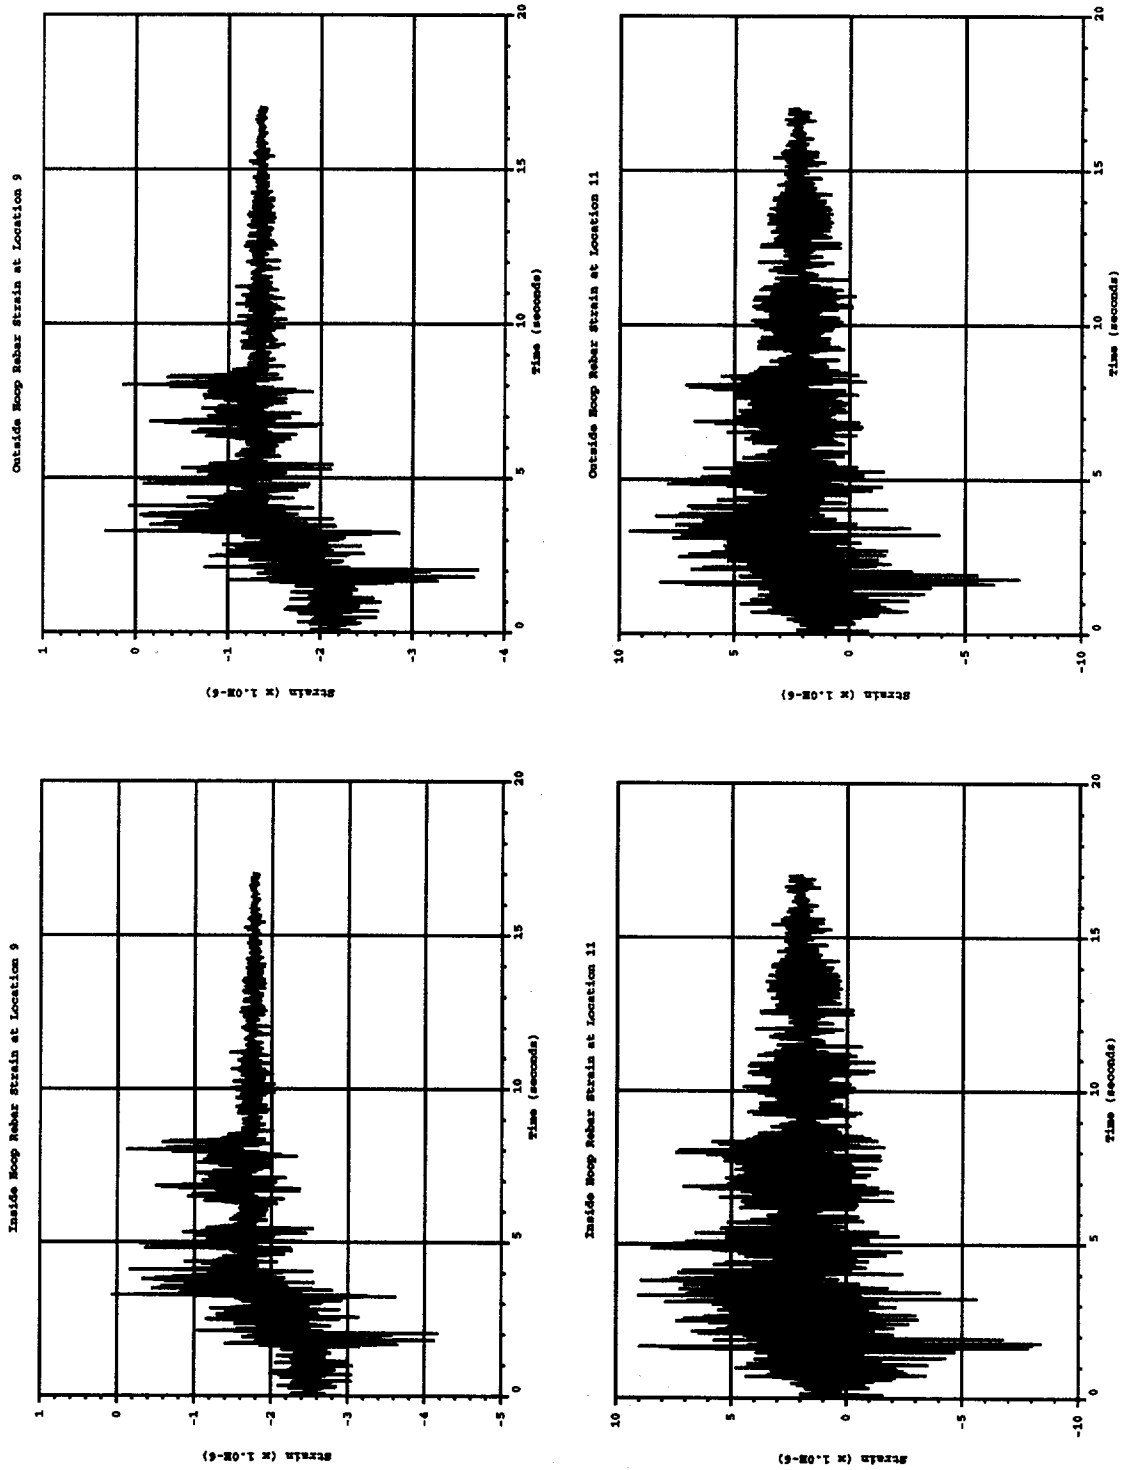 Inside Hoop Rebar Strain at Location 9
Strain (x 1.0E-6)
1
0
-1
-2
-3
-4
-5
0 5 10 15 20
Time (seconds)
Outside Hoop Rebar Strain at Location 9
Strain (x 1.0E-6)
1
0
-1
-2
-3
-4
0 5 10 15 20
Time (seconds)
Inside Hoop Rebar Strain at Location 11
Strain (x 1.0E-6)
10
5
0
-5
-10
0 5 10 15 20
Time (seconds)
Outside Hoop Rebar Strain at Location 11
Strain (x 1.0E-6)
10
5
0
-5
-10
0 5 10 15 20
Time (seconds)